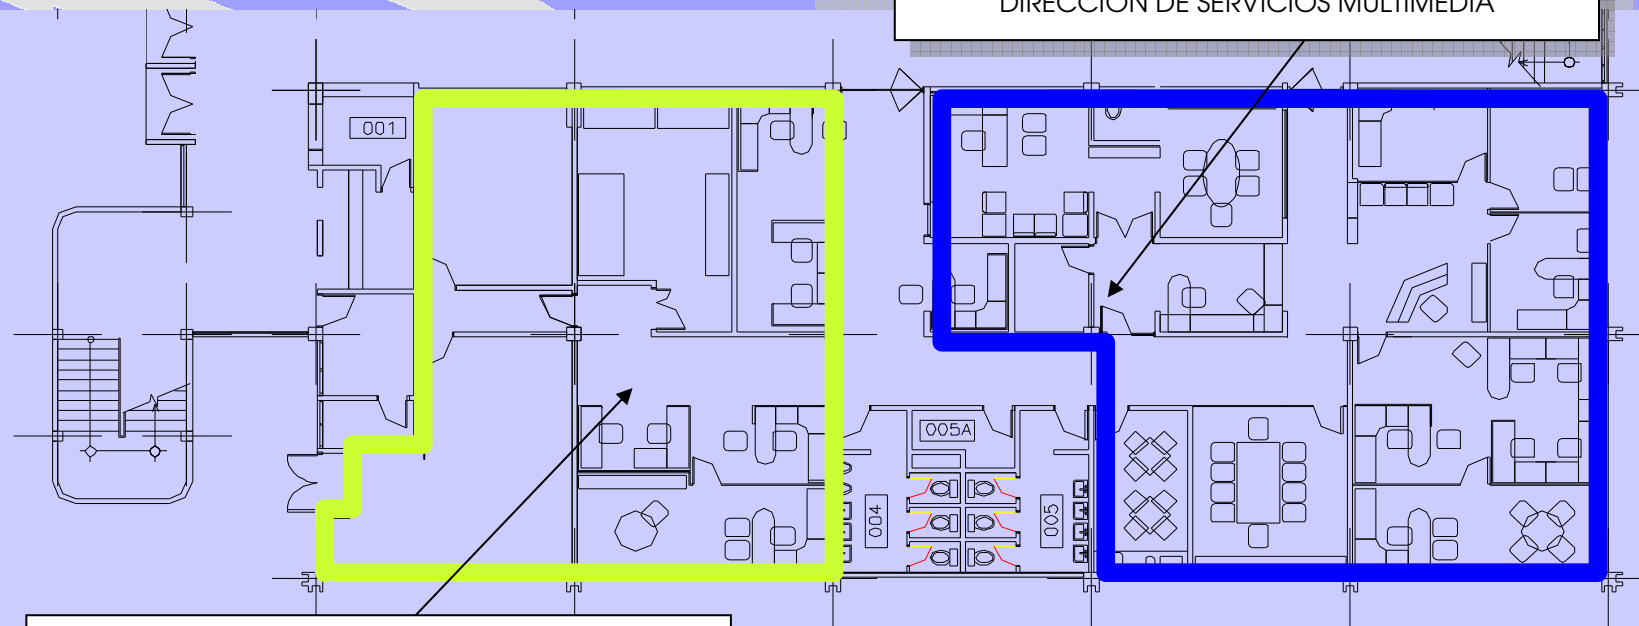 DIRECCIÓN DE SERVICIOS MULTIMEDIA
001
005A
004
005